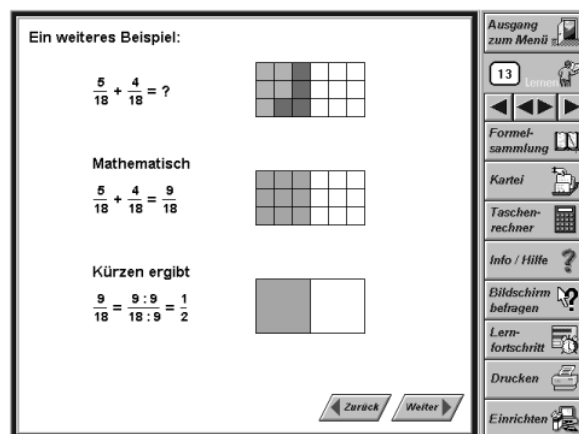 Ein weiteres Beispiel:
5/18 + 4/18 = ?
Mathematisch
5/18 + 4/18 = 9/18
Kürzen ergibt
9/18 = 9 : 9/18 : 9 = 1/2
Zurück
Weiter
Ausgang
zum Menü
13
Lernen
Formel-
sammlung
Kartei
Taschen-
rechner
Info / Hilfe
Bildschirm
befragen
Lern-
fortschritt
Drucken
Einrichten